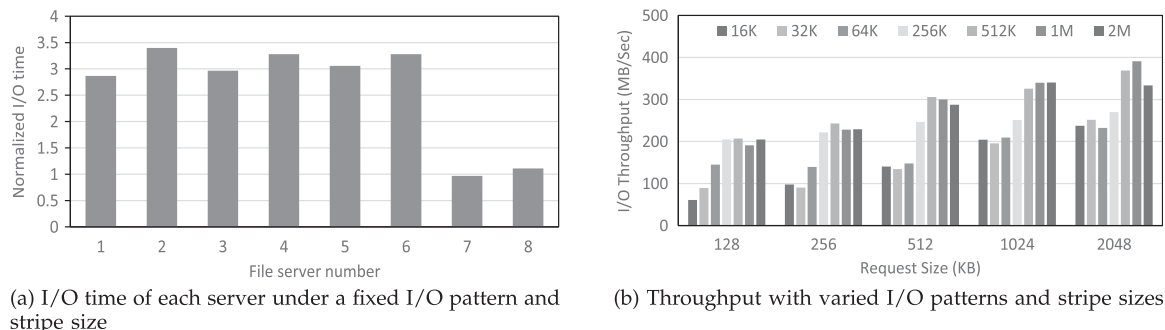 4
3.5
3
2.5
2
1.5
1
0.5
0
Normalized I/O time
1 2 3 4 5 6 7 8
File server number
(a) I/O time of each server under a fixed I/O pattern and
stripe size
500
400
300
200
100
0
I/O Throughput (MB/Sec)
16K 32K 64K 256K 512K 1M 2M
128 256 512 1024 2048
Request Size (KB)
(b) Throughput with varied I/O patterns and stripe sizes